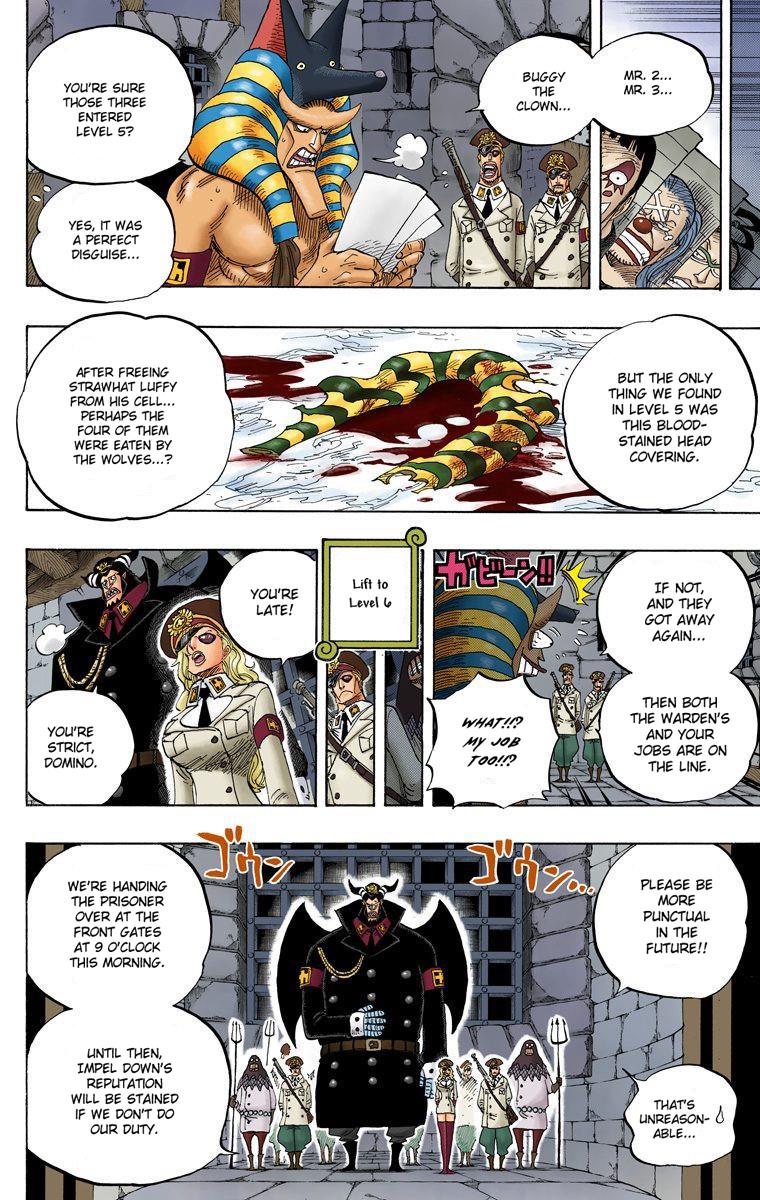 MR. 2...
MR. 3...
BUGGY
THE
CLOWN...
YOU'RE SURE
THOSE THREE
ENTERED
LEVEL 5?
YES, IT WAS
A PERFECT
DISGUISE...
BUT THE ONLY
THING WE FOUND
IN LEVEL 5 WAS
THIS BLOOD-
STAINED HEAD
COVERING.
AFTER FREEING
STRAWHAT LUFFY
FROM HIS CELL...
PERHAPS THE
FOUR OF THEM
WERE EATEN BY
THE WOLVES...?
IF NOT,
AND THEY
GOT AWAY
AGAIN...
THEN BOTH
THE WARDEN'S
AND YOUR
JOBS ARE ON
THE LINE.
ガビーン!!
WHAT!!?
MY JOB
TOO!!?
Lift to
Level 6
YOU'RE
LATE!
YOU'RE
STRICT,
DOMINO.
PLEASE BE
MORE
PUNCTUAL
IN THE
FUTURE!!
THAT'S
UNREASON-
ABLE...
ゴウン...
ゴウン
WE'RE HANDING
THE PRISONER
OVER AT THE
FRONT GATES
AT 9 O'CLOCK
THIS MORNING.
UNTIL THEN,
IMPEL DOWN'S
REPUTATION
WILL BE STAINED
IF WE DON'T DO
OUR DUTY.